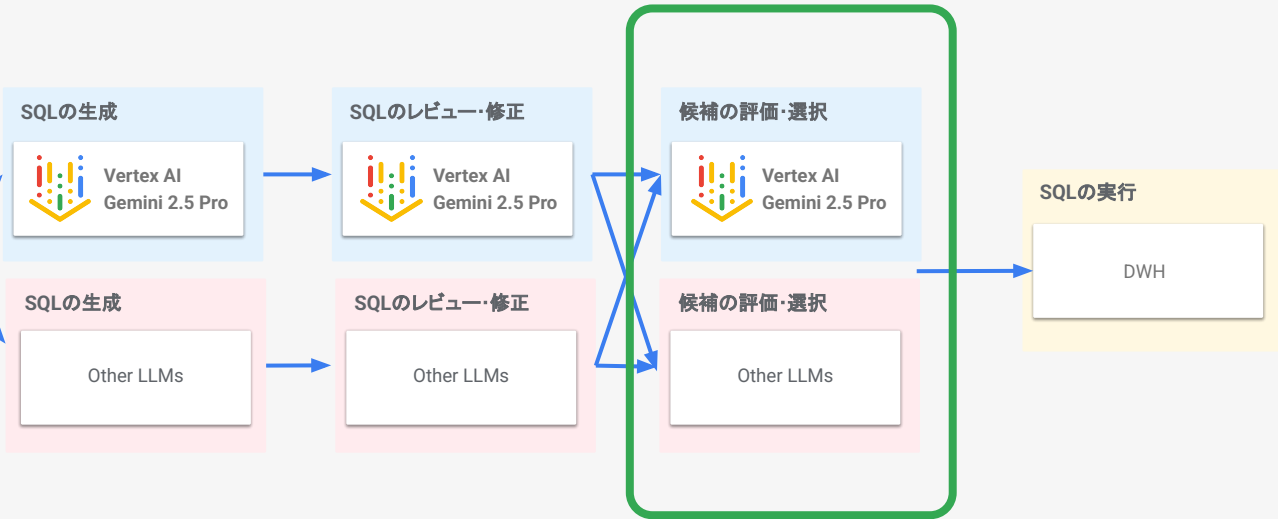 SQLの生成
Vertex AI
Gemini 2.5 Pro
SQLのレビュー・修正
Vertex AI
Gemini 2.5 Pro
候補の評価・選択
Vertex AI
Gemini 2.5 Pro
SQLの生成
Other LLMs
SQLのレビュー・修正
Other LLMs
候補の評価・選択
Other LLMs
SQLの実行
DWH